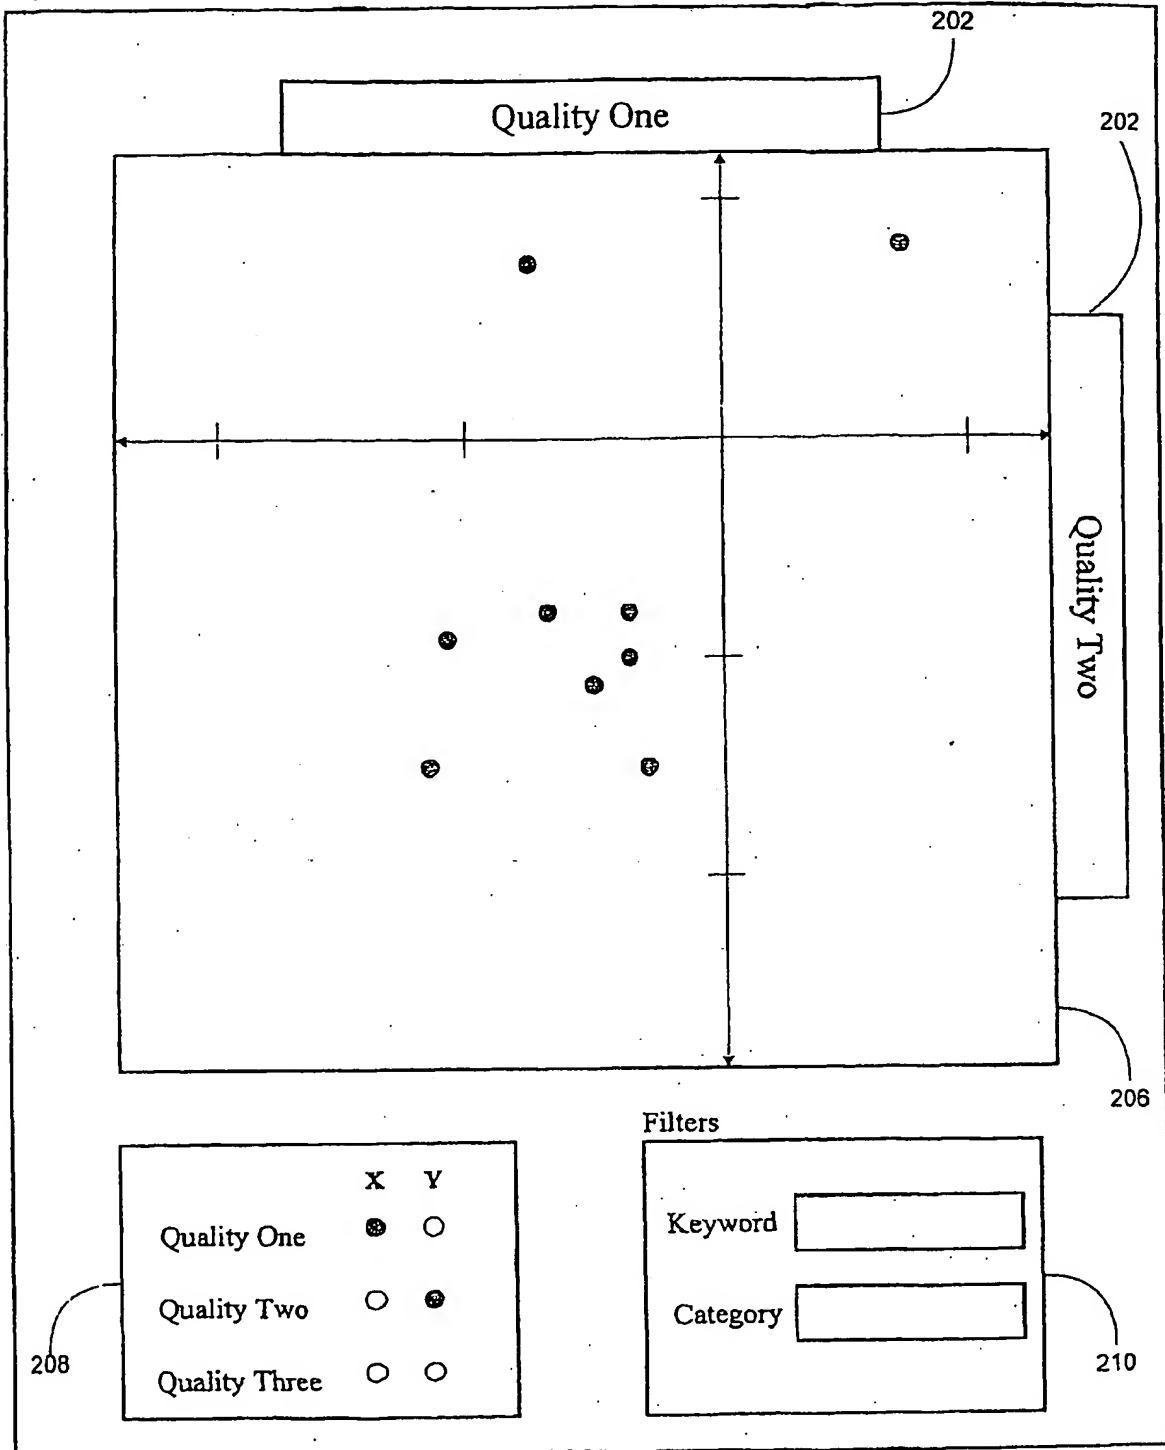 202
Quality One
202
Quality Two
206
Filters
X Y
Quality One
Quality Two
Quality Three
208
Keyword
Category
210